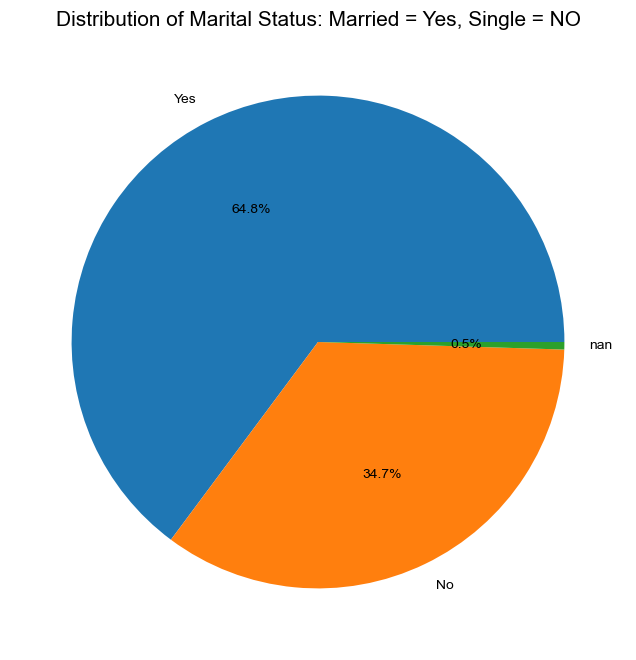 Distribution of Marital Status: Married = Yes, Single = NO
Yes
64.8%
0.5%
nan
34.7%
No